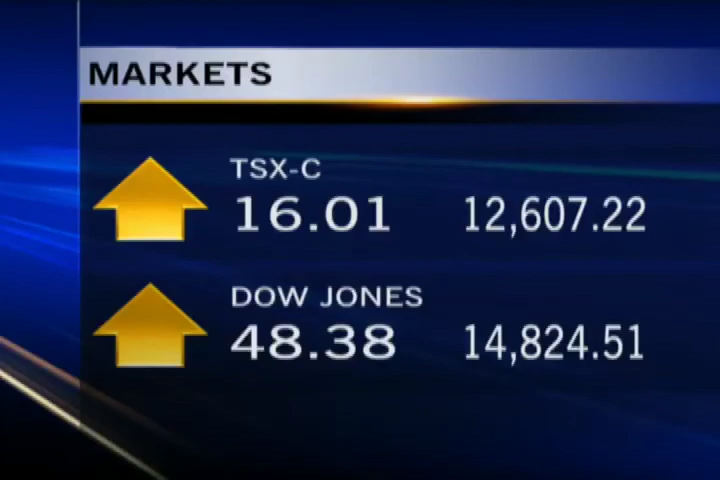 MARKETS
TSX-C
16.01 12,607.22
DOW JONES
48.38 14,824.51